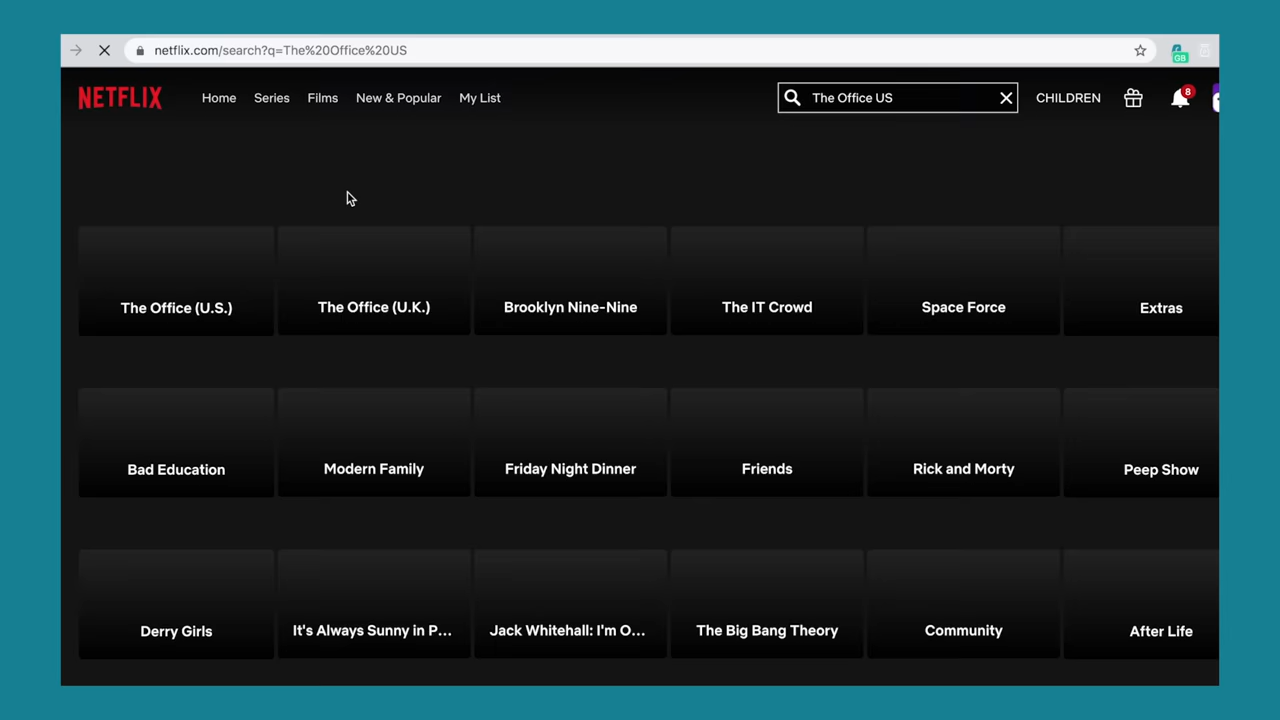 netflix.com/search?q=The%20Office%20US
GB
NETFLIX Home Series Films New & Popular My List The Office US CHILDREN 8
The Office (U.S.) The Office (U.K.) Brooklyn Nine-Nine The IT Crowd Space Force Extras
Bad Education Modern Family Friday Night Dinner Friends Rick and Morty Peep Show
Derry Girls It's Always Sunny in P... Jack Whitehall: I'm O... The Big Bang Theory Community After Life